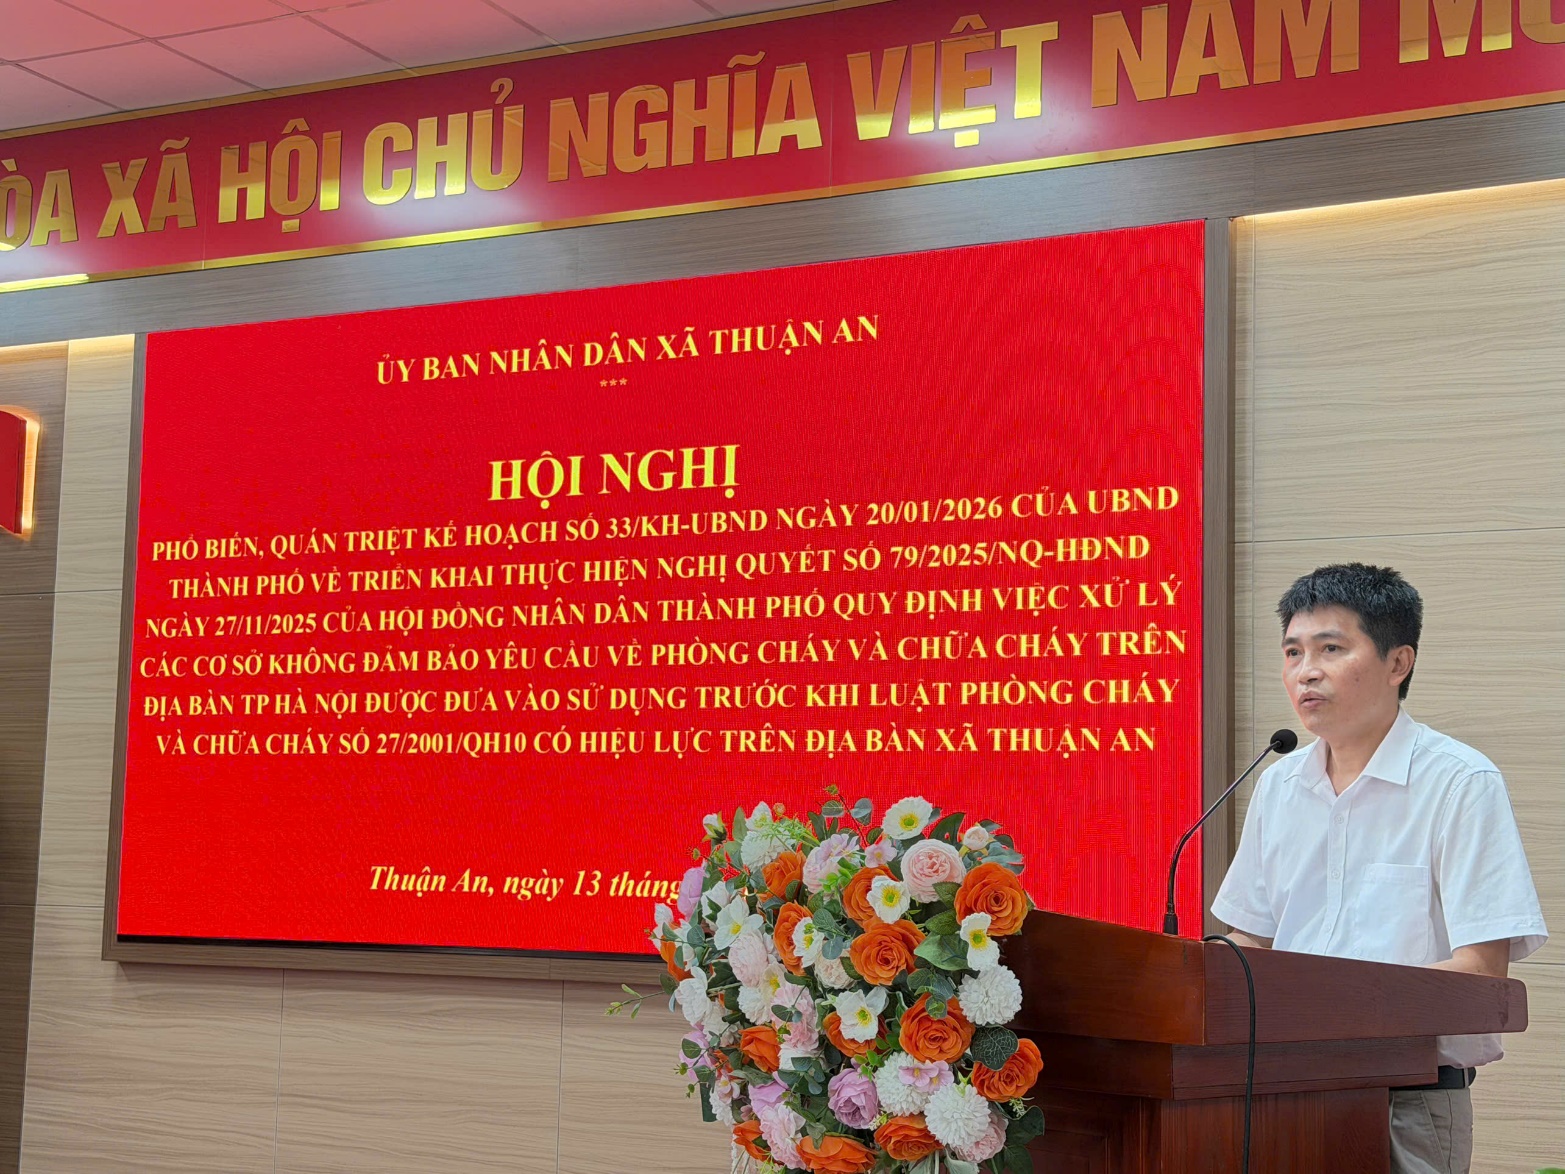 ÒA XÃ HỘI CHỦ NGHĨA VIỆT NAM MU
ỦY BAN NHÂN DÂN XÃ THUẬN AN
***
HỘI NGHỊ
PHỔ BIẾN, QUÁN TRIỆT KẾ HOẠCH SỐ 33/KH-UBND NGÀY 20/01/2026 CỦA UBND
THÀNH PHỐ VỀ TRIỂN KHAI THỰC HIỆN NGHỊ QUYẾT SỐ 79/2025/NQ-HĐND
NGÀY 27/11/2025 CỦA HỘI ĐỒNG NHÂN DÂN THÀNH PHỐ QUY ĐỊNH VIỆC XỬ LÝ
CÁC CƠ SỞ KHÔNG ĐẢM BẢO YÊU CẦU VỀ PHÒNG CHÁY VÀ CHỮA CHÁY TRÊN
ĐỊA BÀN TP HÀ NỘI ĐƯỢC ĐƯA VÀO SỬ DỤNG TRƯỚC KHI LUẬT PHÒNG CHÁY
VÀ CHỮA CHÁY SỐ 27/2001/QH10 CÓ HIỆU LỰC TRÊN ĐỊA BÀN XÃ THUẬN AN
Thuận An, ngày 13 tháng